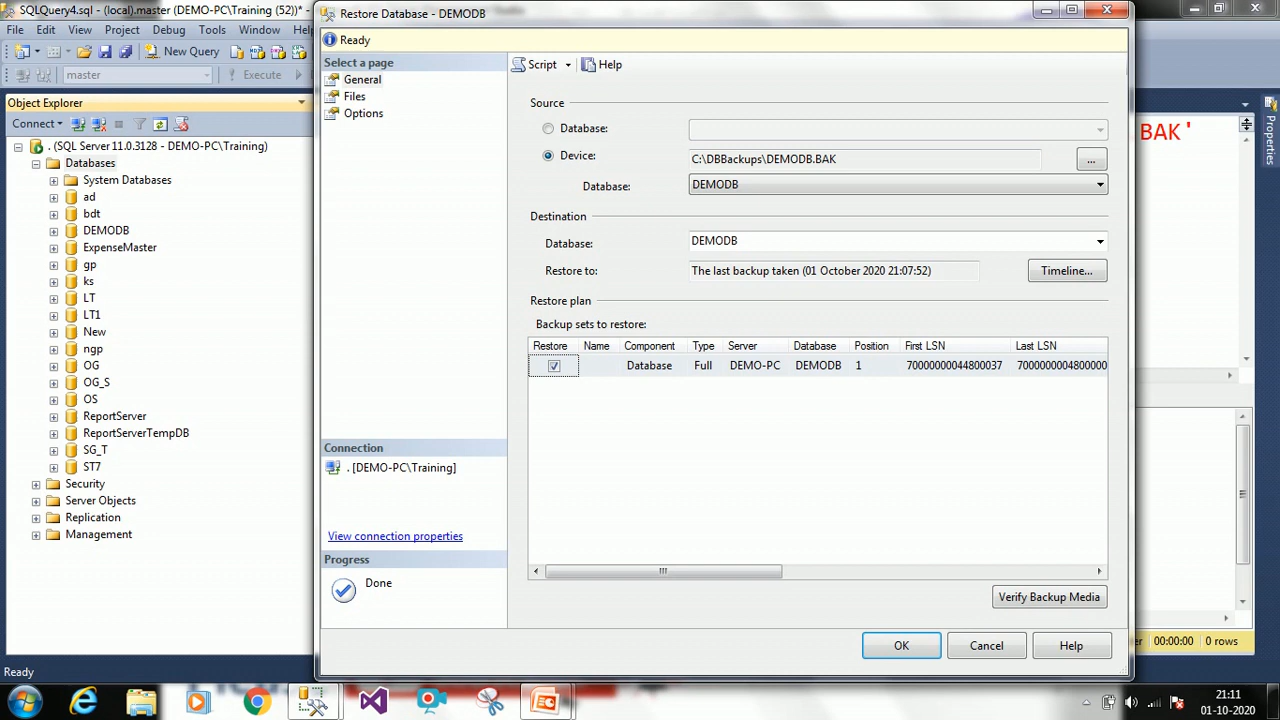 SQLQuery4.sql - (local).master (DEMO-PC\Training (52))*
Restore Database - DEMODB
File Edit View Project Debug Tools Window Help
Ready
New Query
Select a page
Script Help
master Execute
General
Files
Options
Object Explorer
Connect
. (SQL Server 11.0.3128 - DEMO-PC\Training)
Databases
System Databases
ad
bdt
DEMODB
ExpenseMaster
gp
ks
LT
LT1
New
ngp
OG
OG_S
OS
ReportServer
ReportServerTempDB
SG_T
ST7
Security
Server Objects
Replication
Management
Source
Database:
Device: C:\DBBackups\DEMODB.BAK ...
Database: DEMODB
Destination
Database: DEMODB
Restore to: The last backup taken (01 October 2020 21:07:52) Timeline...
Restore plan
Backup sets to restore:
Restore Name Component Type Server Database Position First LSN Last LSN
Database Full DEMO-PC DEMODB 1 70000000044800037 7000000004800000
Connection
. [DEMO-PC\Training]
View connection properties
Progress
Done
Verify Backup Media
OK Cancel Help
BAK'
Properties
er 00:00:00 0 rows
Ready
21:11
01-10-2020